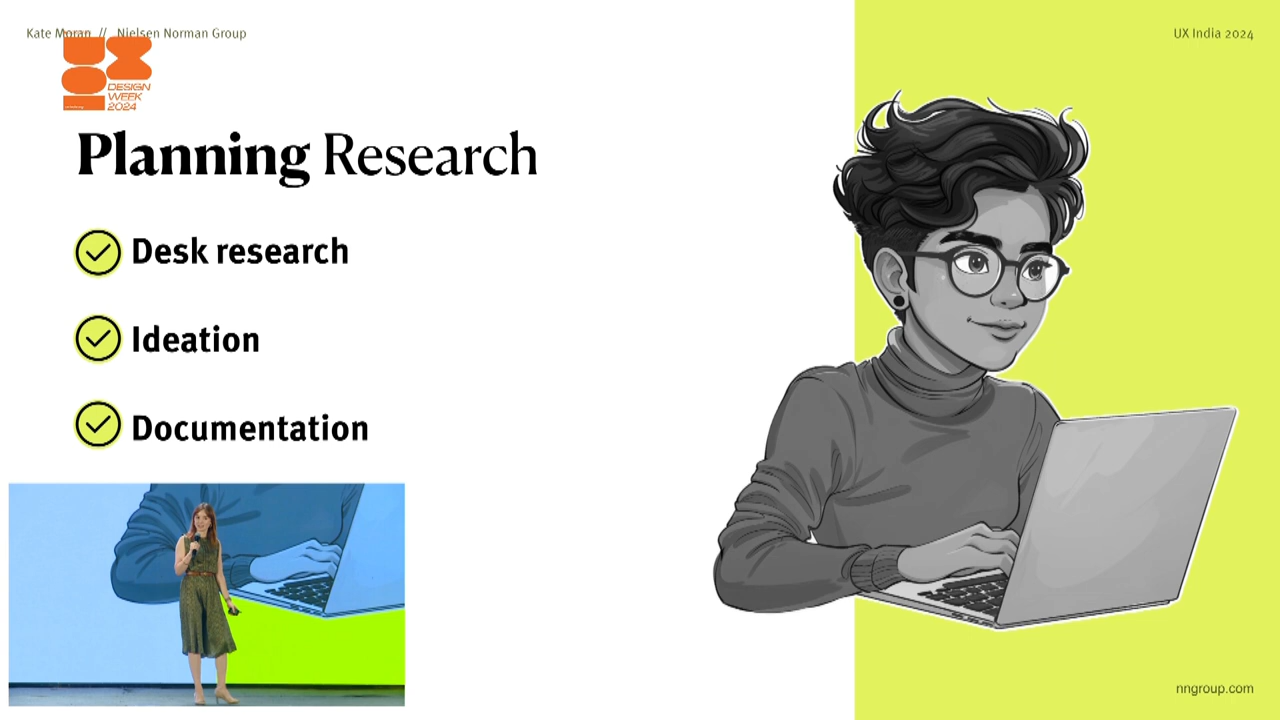 Kate Moran // Nielsen Norman Group
UX India 2024
DESIGN
WEEK
2024
Planning Research
Desk research
Ideation
Documentation
nngroup.com